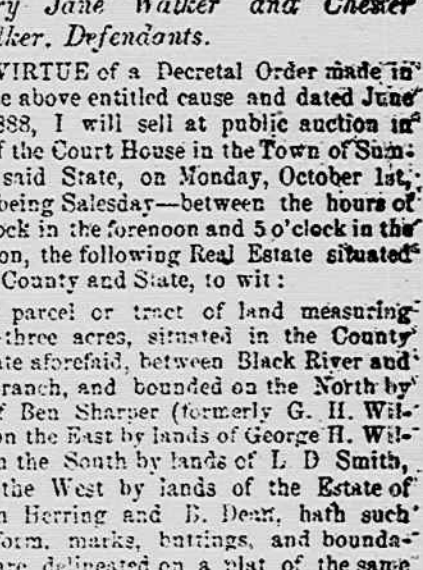 ry Jane Walker and Chester
lker, Defendants.
VIRTUE of a Decretal Order made in
e above entitled cause and dated June
888, I will sell at public auction in
f the Court House in the Town of Sum-
said State, on Monday, October 1st,
being Salesday—between the hours of
ock in the forenoon and 5 o'clock in the
on, the following Real Estate situated
County and State, to wit:
parcel or tract of land measuring
-three acres, situated in the County
ate aforefaid, between Black River and
ranch, and bounded on the North by
f Ben Sharper (formerly G. H. Wil-
on the East by lands of George H. Wil-
n the South by lands of L D Smith,
the West by lands of the Estate of
n Herring and B. Dean, hath such
form, marks, buttings, and bounda-
are delineated on a plat of the same